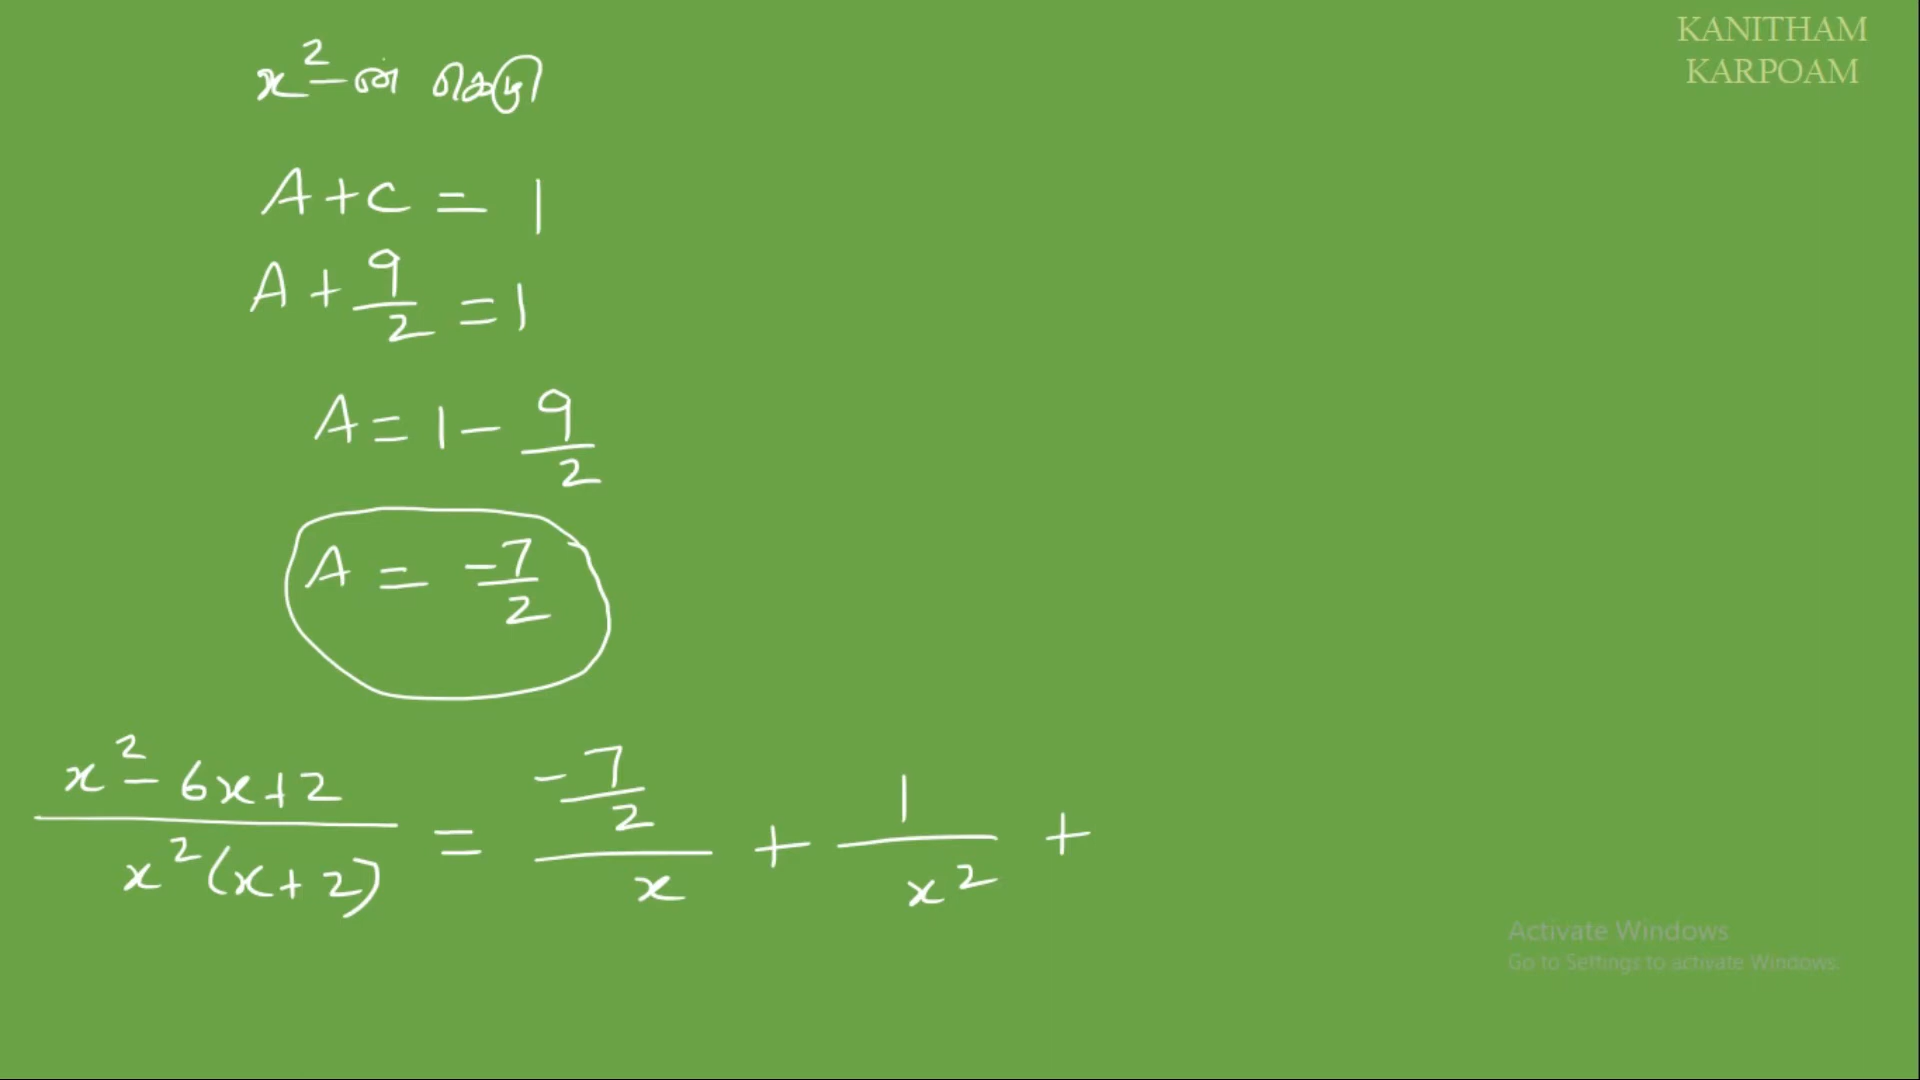 KANITHAM
KARPOAM
x²-ன் கெழு
A+C = 1
A + 9/2 = 1
A = 1 - 9/2
A = -7/2
x²-6x+2 / x²(x+2) = -7/2 / x + 1 / x² +
Activate Windows
Go to Settings to activate Windows.